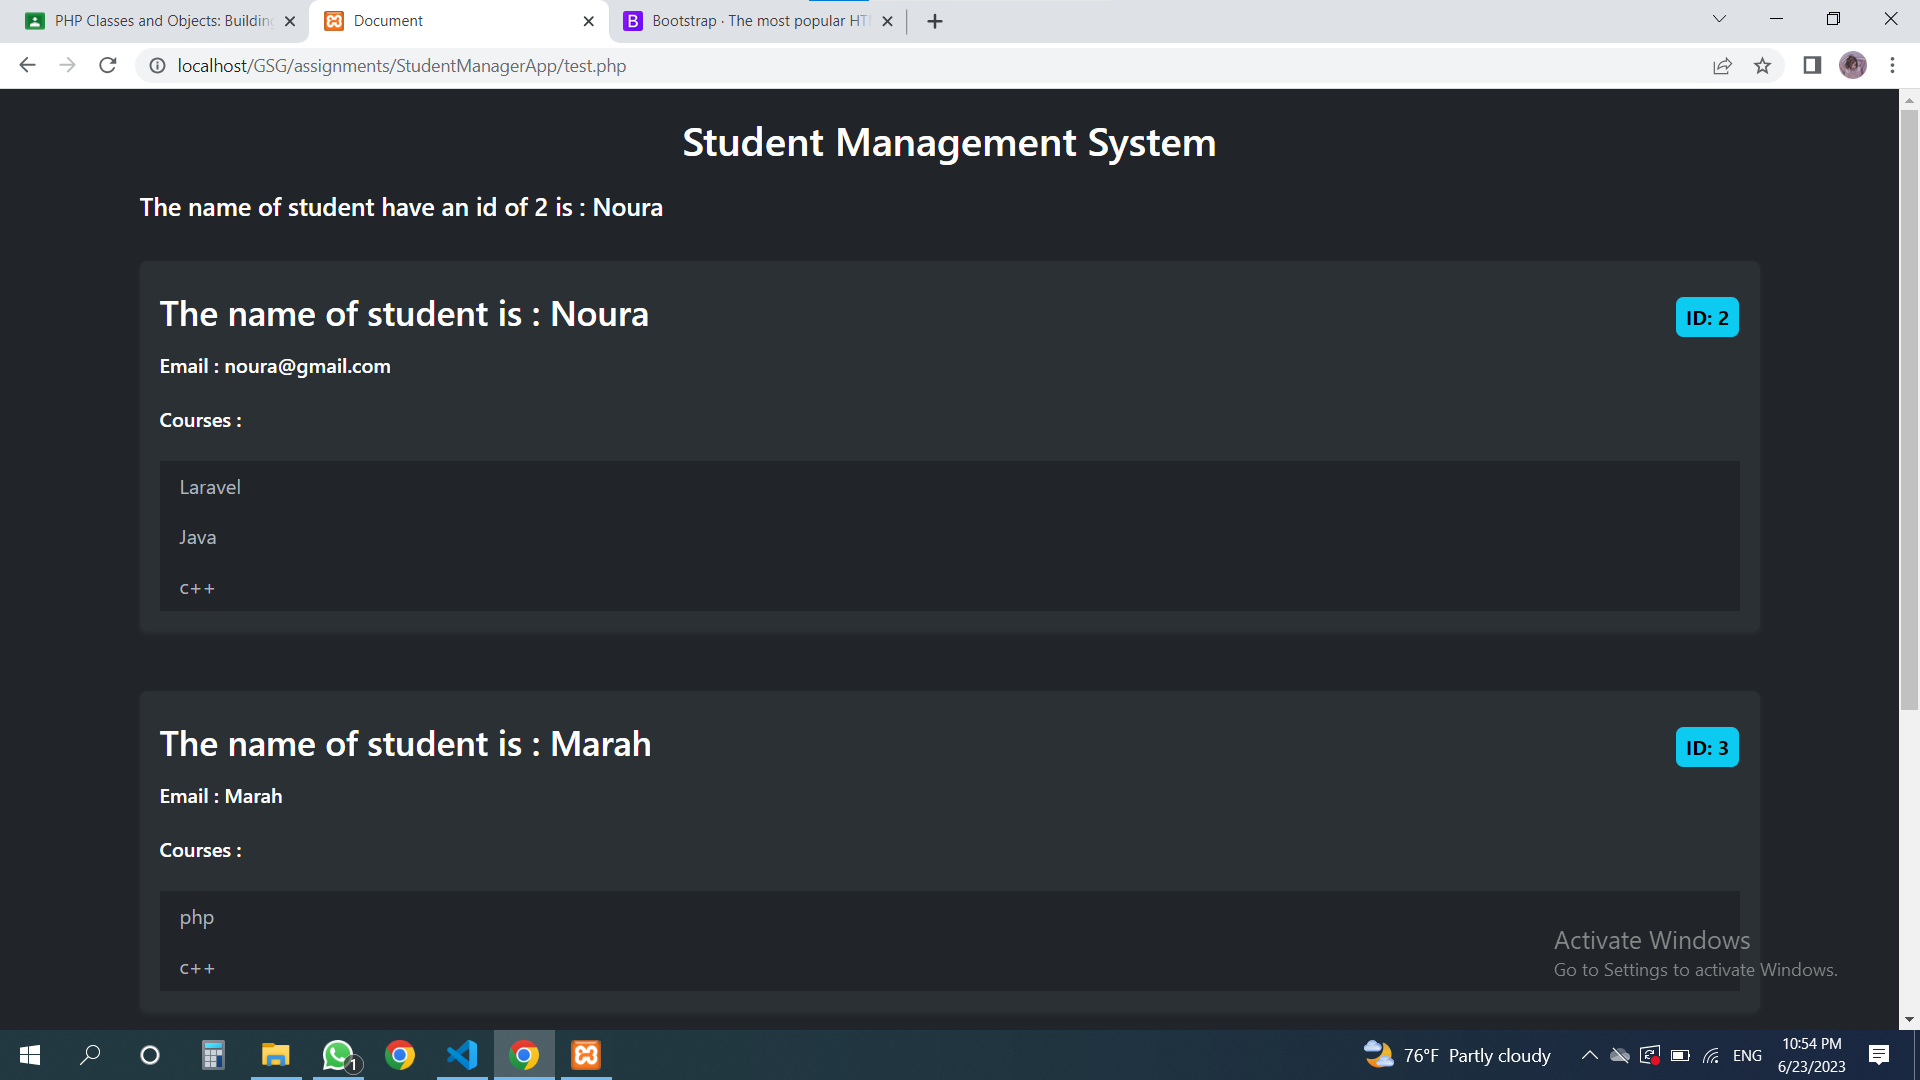 PHP Classes and Objects: Building
Document
Bootstrap · The most popular HT
localhost/GSG/assignments/StudentManagerApp/test.php
Student Management System
The name of student have an id of 2 is : Noura
The name of student is : Noura
ID: 2
Email : noura@gmail.com
Courses :
Laravel
Java
c++
The name of student is : Marah
ID: 3
Email : Marah
Courses :
php
c++
Activate Windows
Go to Settings to activate Windows.
1
76°F Partly cloudy
ENG
10:54 PM
6/23/2023